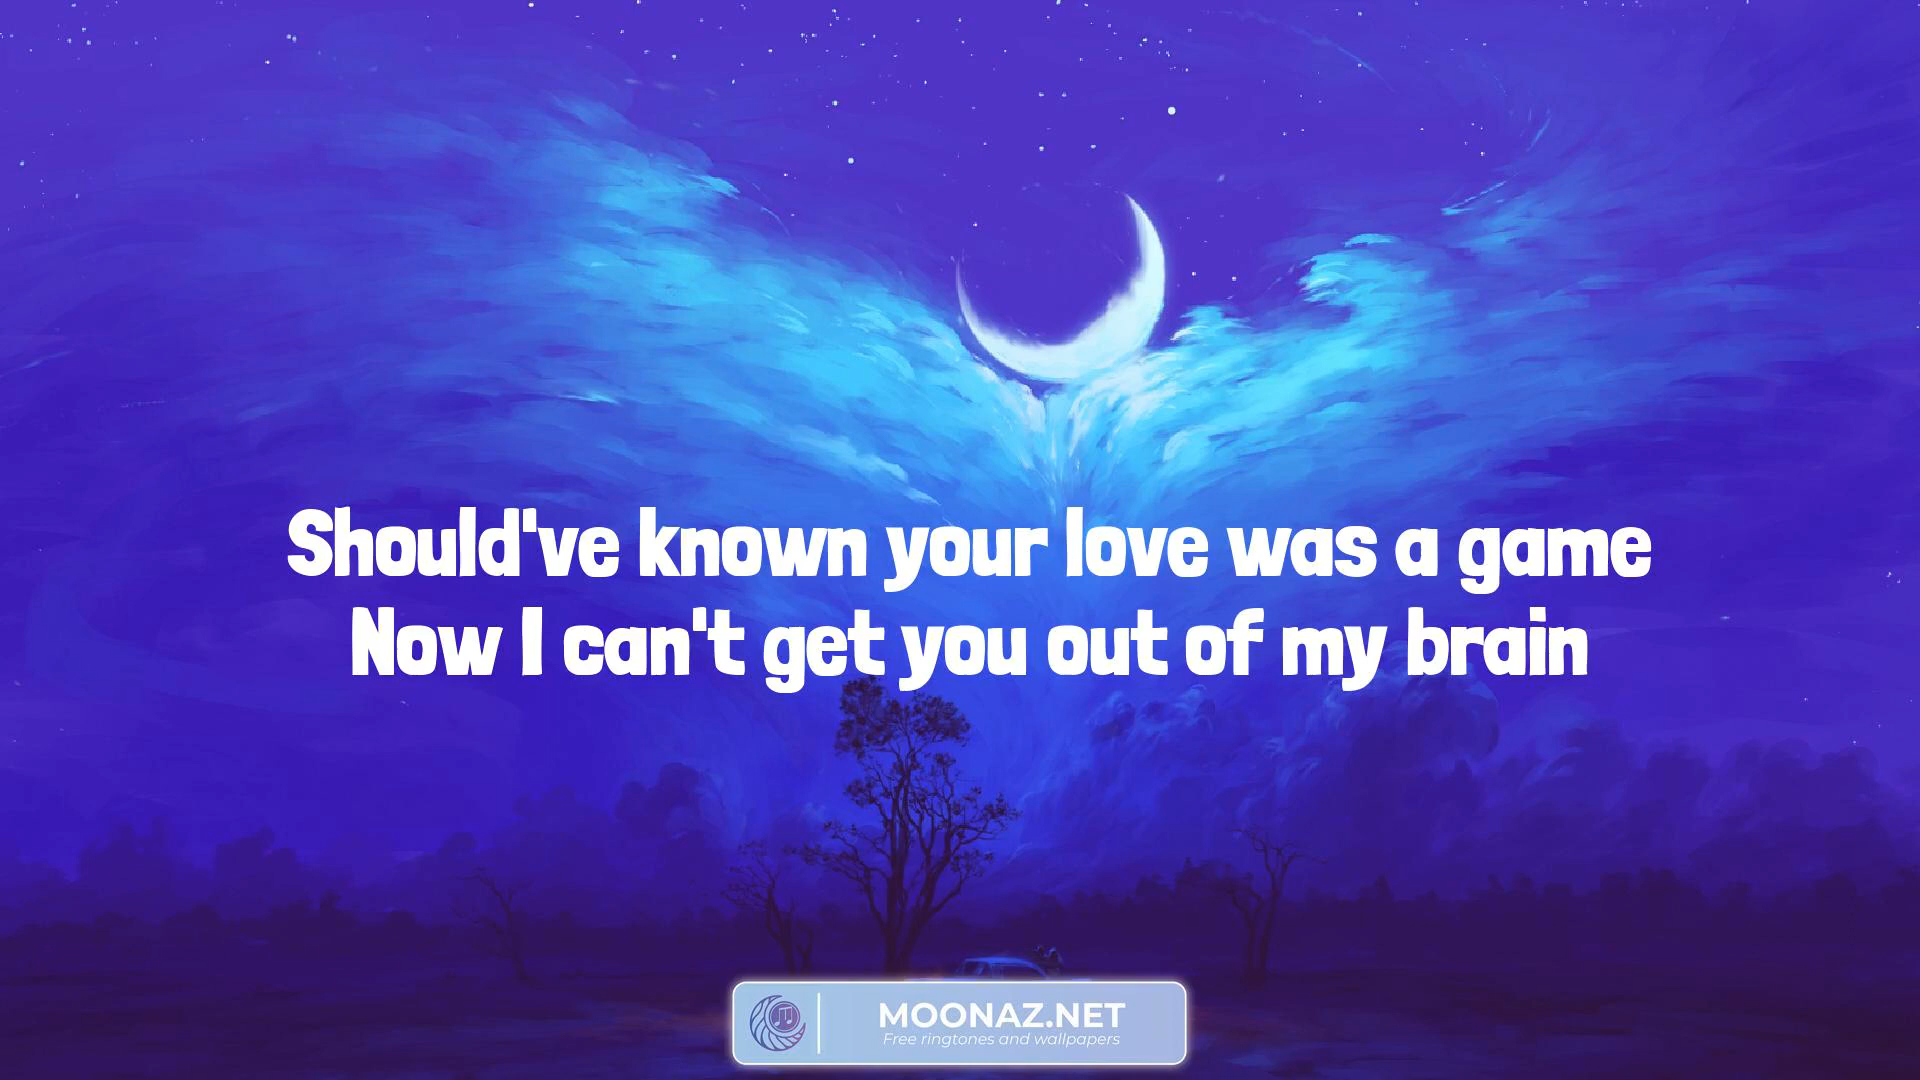 Should've known your love was a game
Now I can't get you out of my brain
MOONAZ.NET
Free ringtones and wallpapers